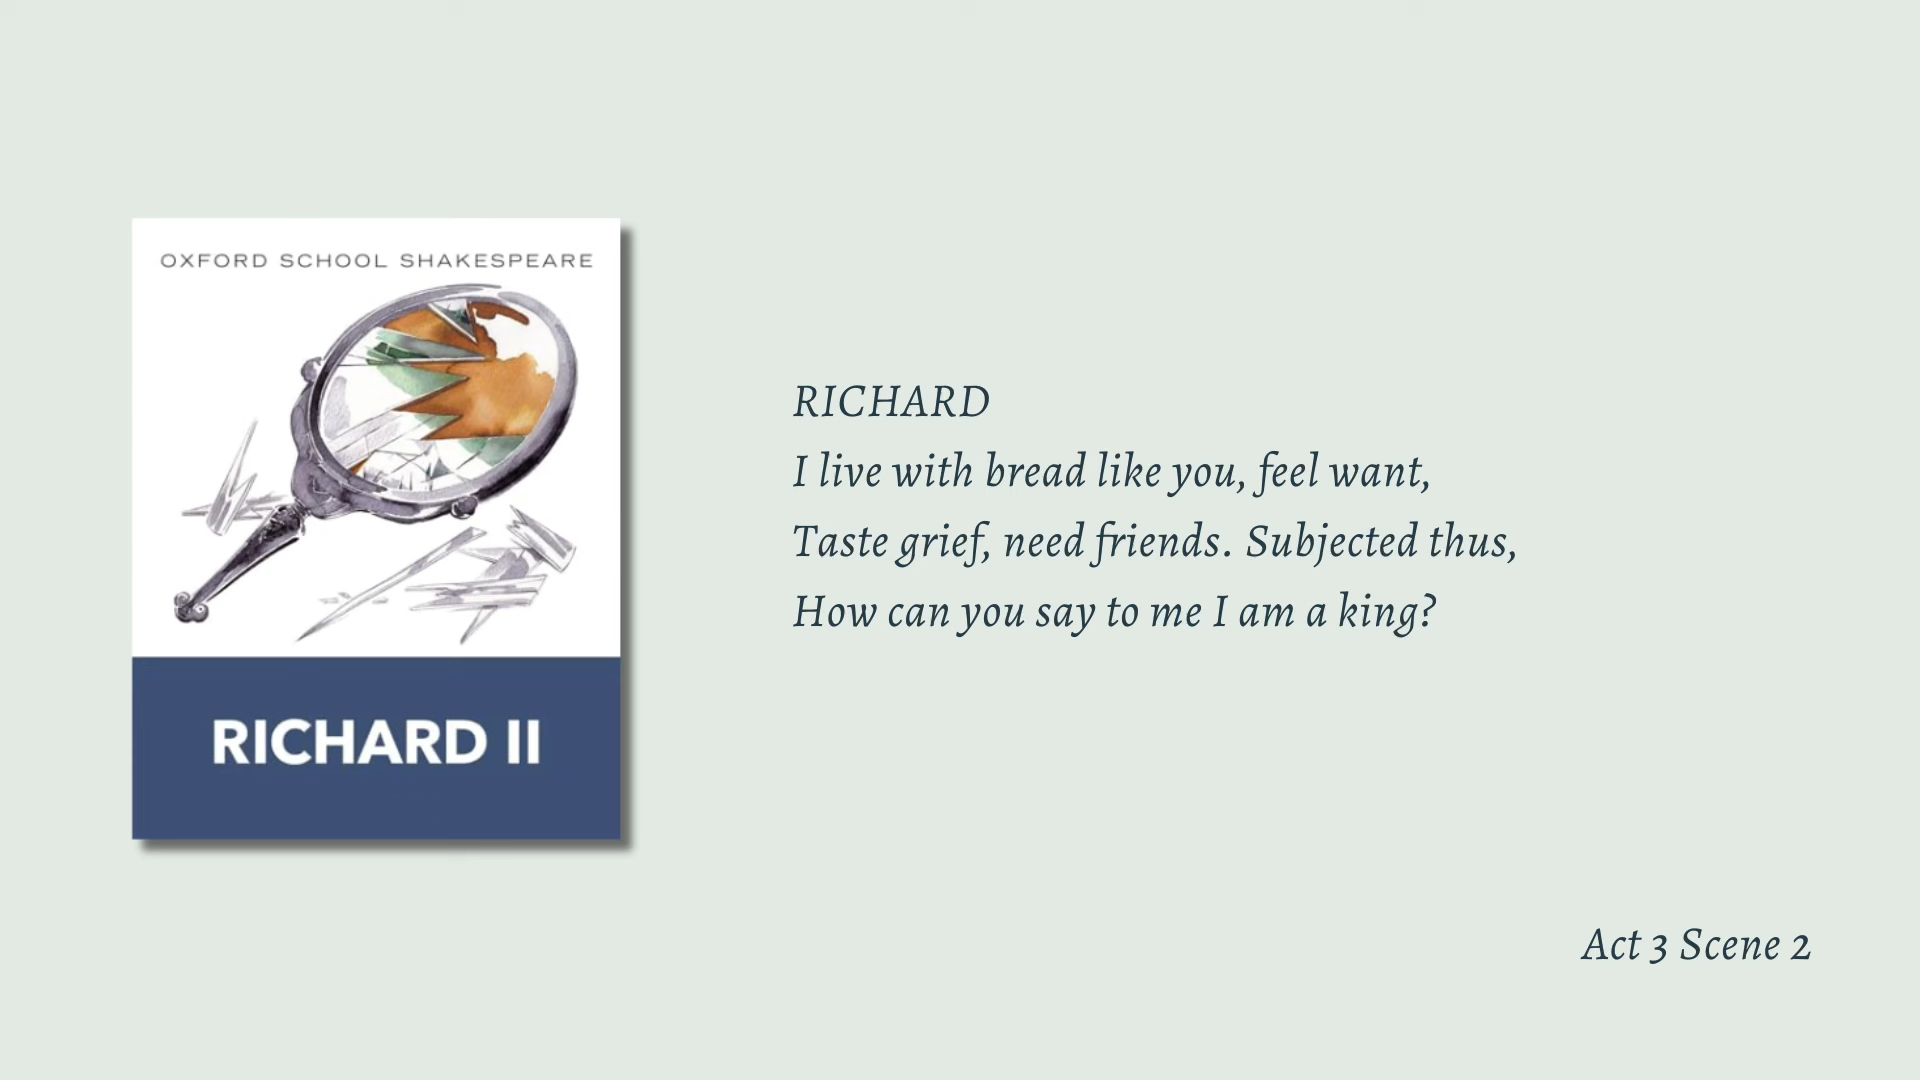 OXFORD SCHOOL SHAKESPEARE
RICHARD II
RICHARD
I live with bread like you, feel want,
Taste grief, need friends. Subjected thus,
How can you say to me I am a king?
Act 3 Scene 2